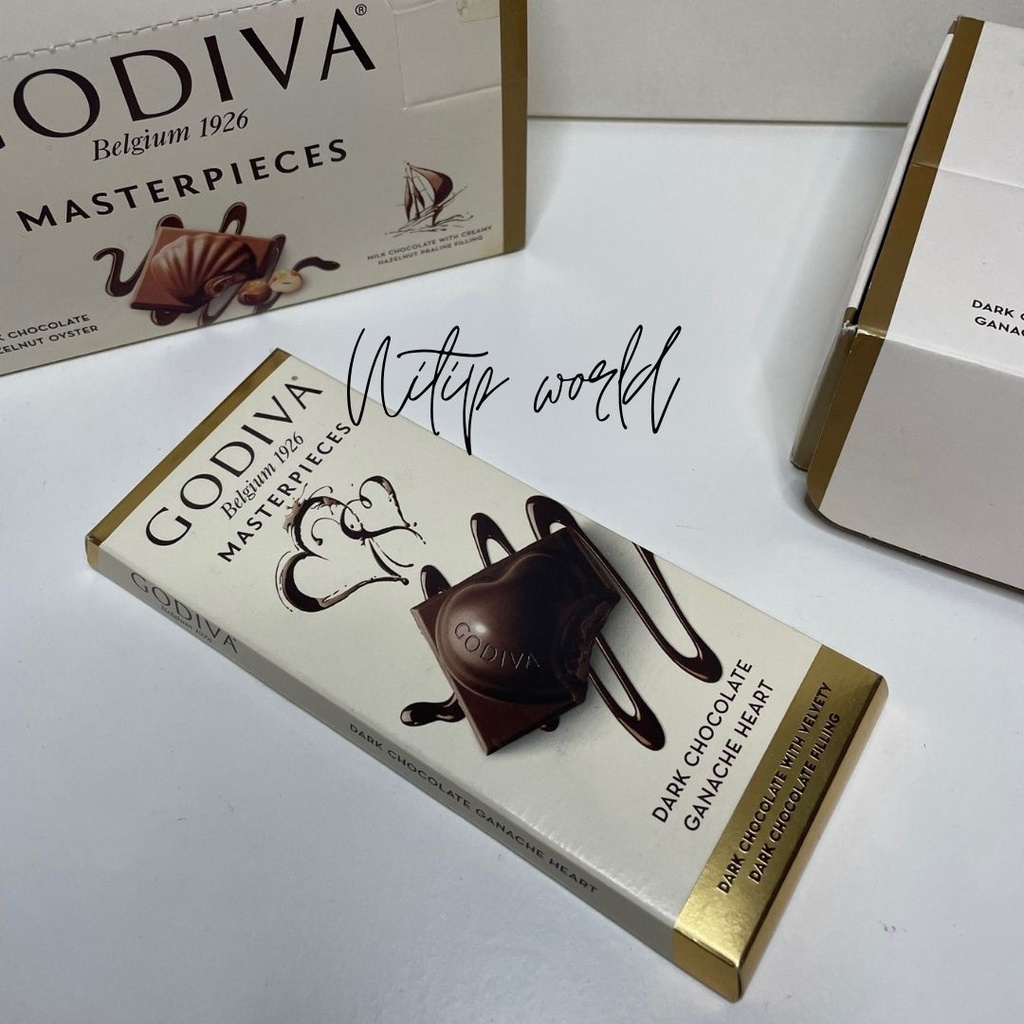 GODIVA®
Belgium 1926
MASTERPIECES
MILK CHOCOLATE WITH CREAMY
HAZELNUT PRALINE FILLING
CHOCOLATE
OYSTER
DARK
Nitip world
GODIVA®
Belgium 1926
MASTERPIECES
GODIVA
DARK CHOCOLATE
GANACHE HEART
DARK CHOCOLATE WITH VELVETY
DARK CHOCOLATE FILLING
GODIVA
Belgium 1926
DARK CHOCOLATE GANACHE HEART